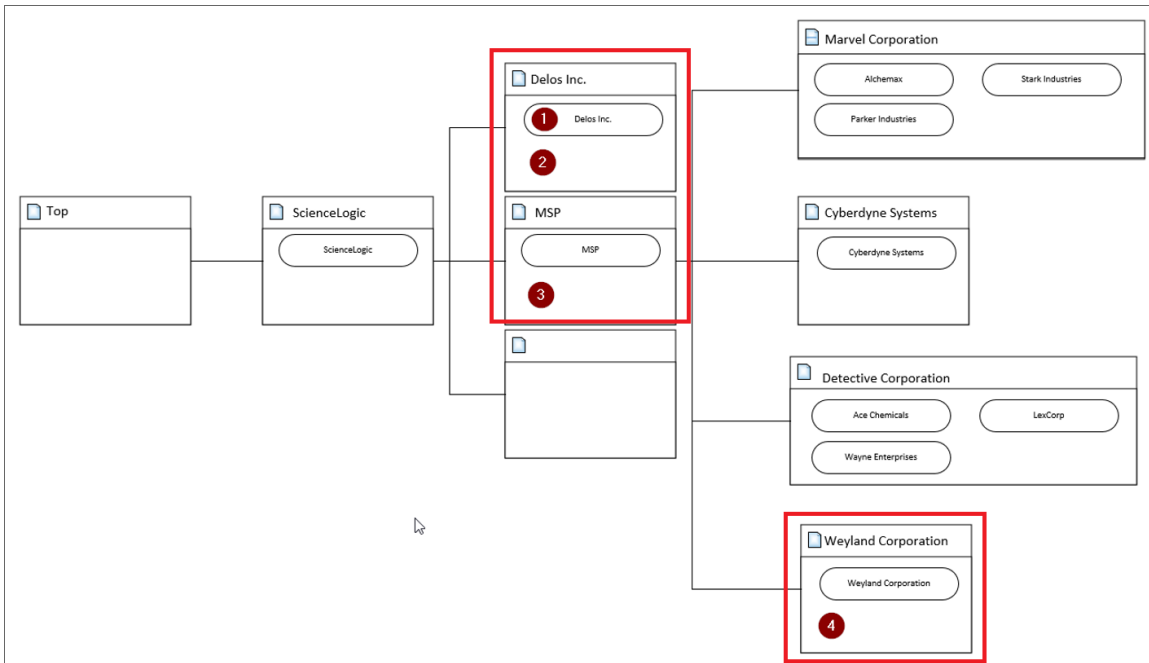 Top
ScienceLogic
ScienceLogic
Delos Inc.
1 Delos Inc.
2
MSP
MSP
3
Marvel Corporation
Alchemax
Stark Industries
Parker Industries
Cyberdyne Systems
Cyberdyne Systems
Detective Corporation
Ace Chemicals
LexCorp
Wayne Enterprises
Weyland Corporation
Weyland Corporation
4